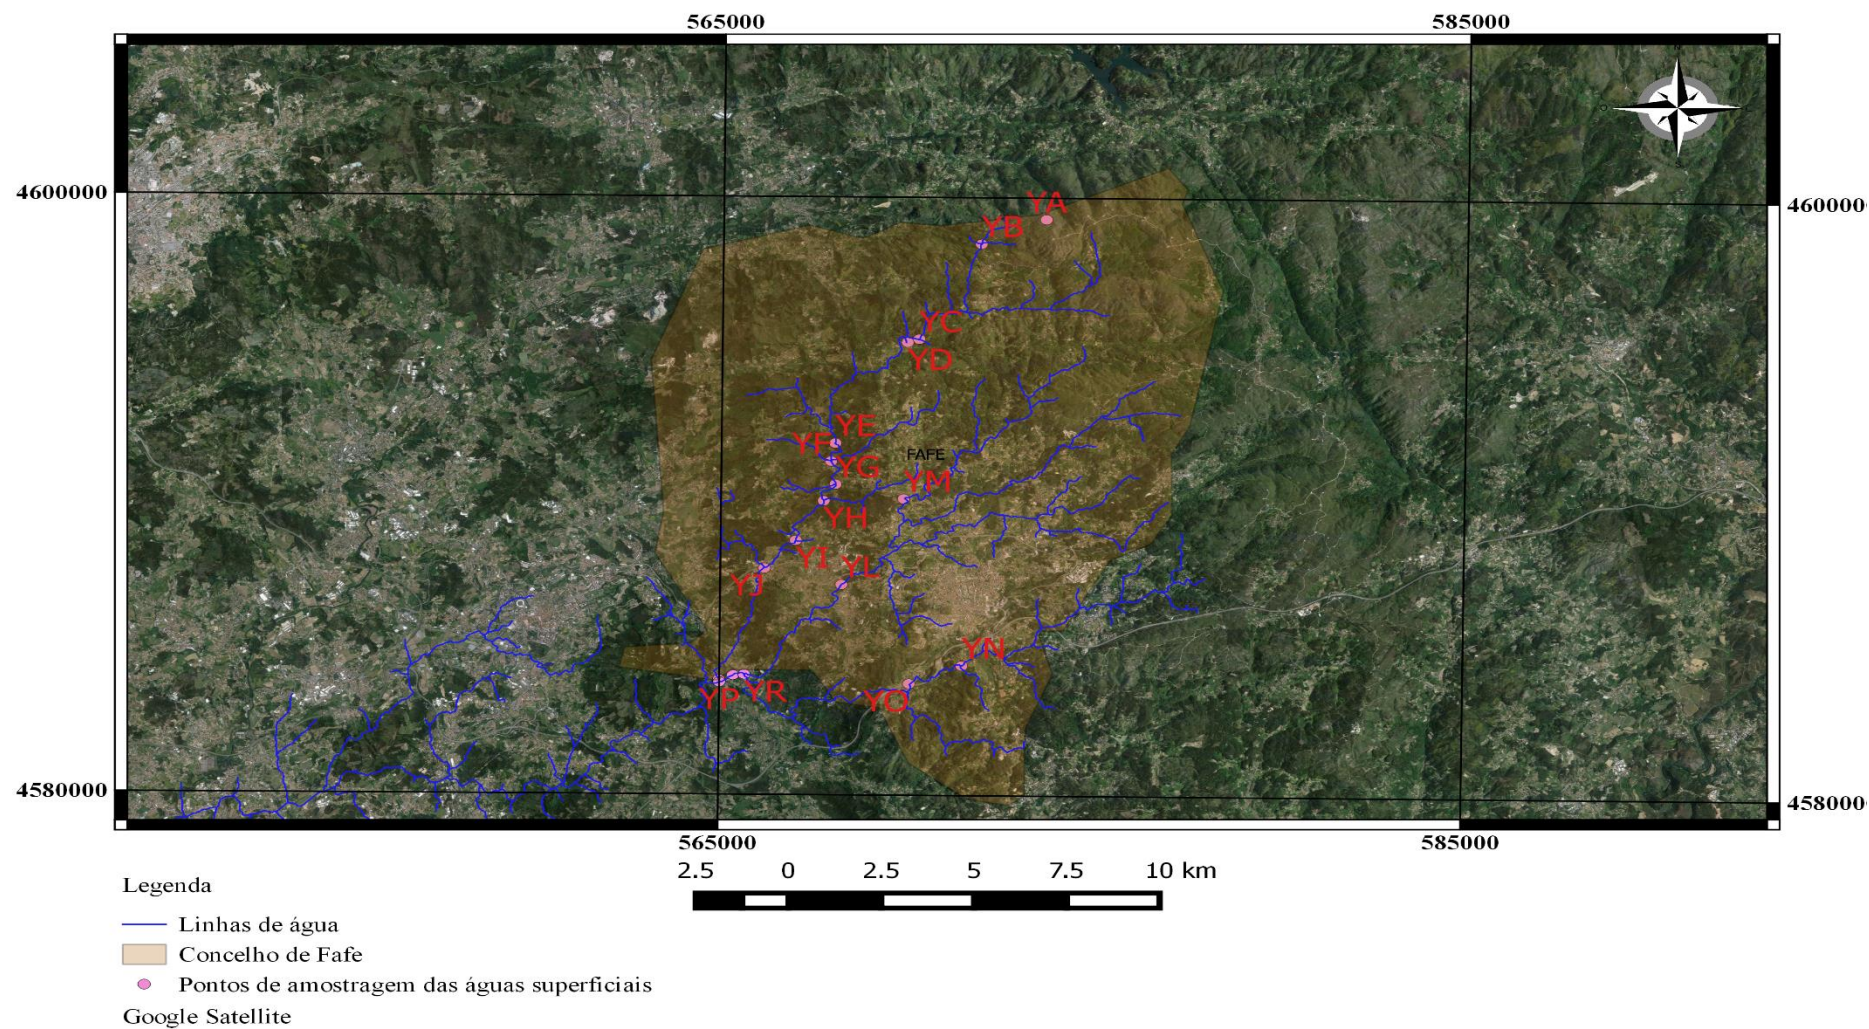 565000 585000
4600000
460000
YA
YB
YC
YD
YE
YF
YG
FAFE
YM
YH
YI YL
YJ
YN
YP YR YO
4580000
458000
565000 585000
2.5 0 2.5 5 7.5 10 km
Legenda
Linhas de água
Concelho de Fafe
Pontos de amostragem das águas superficiais
Google Satellite